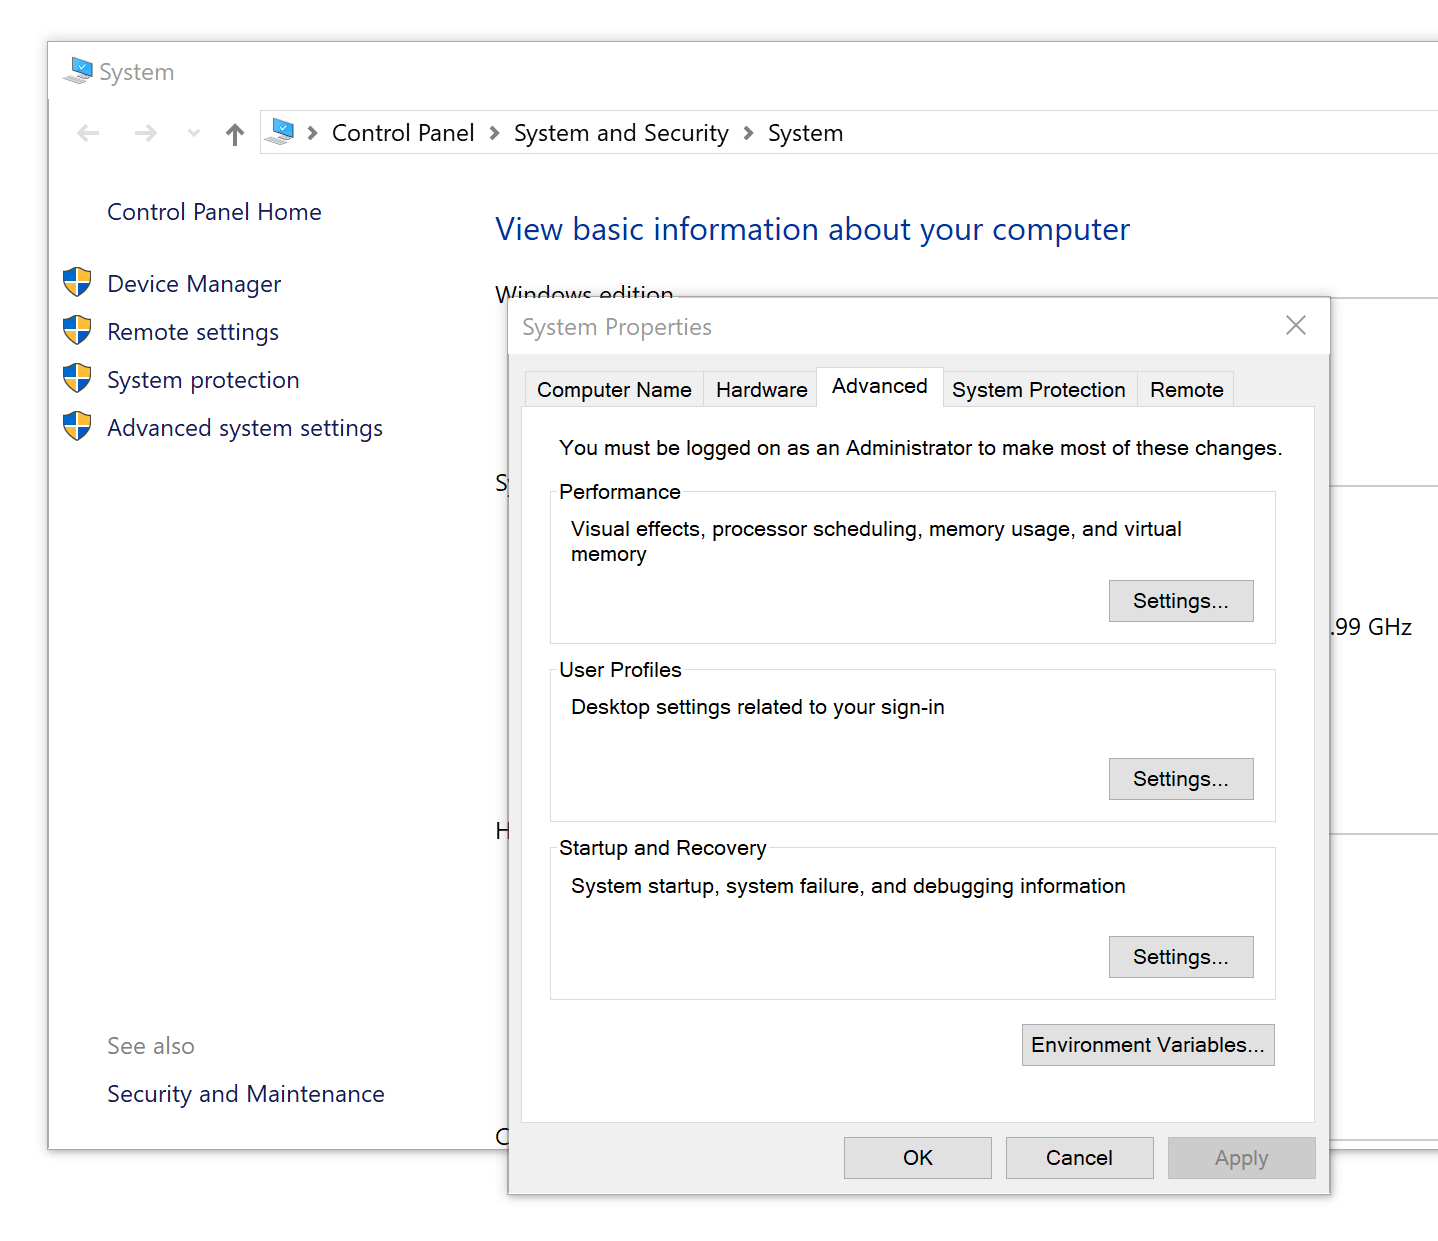 System
Control Panel > System and Security > System
Control Panel Home
Device Manager
Remote settings
System protection
Advanced system settings
See also
Security and Maintenance
View basic information about your computer
Windows edition
.99 GHz
System Properties
Computer Name
Hardware
Advanced
System Protection
Remote
You must be logged on as an Administrator to make most of these changes.
Performance
Visual effects, processor scheduling, memory usage, and virtual
memory
Settings...
User Profiles
Desktop settings related to your sign-in
Settings...
Startup and Recovery
System startup, system failure, and debugging information
Settings...
Environment Variables...
OK
Cancel
Apply